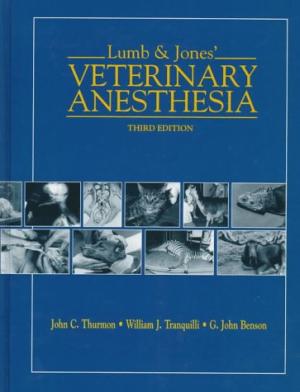 Lumb & Jones'
VETERINARY
ANESTHESIA
THIRD EDITION
John C. Thurmon • William J. Tranquilli • G. John Benson